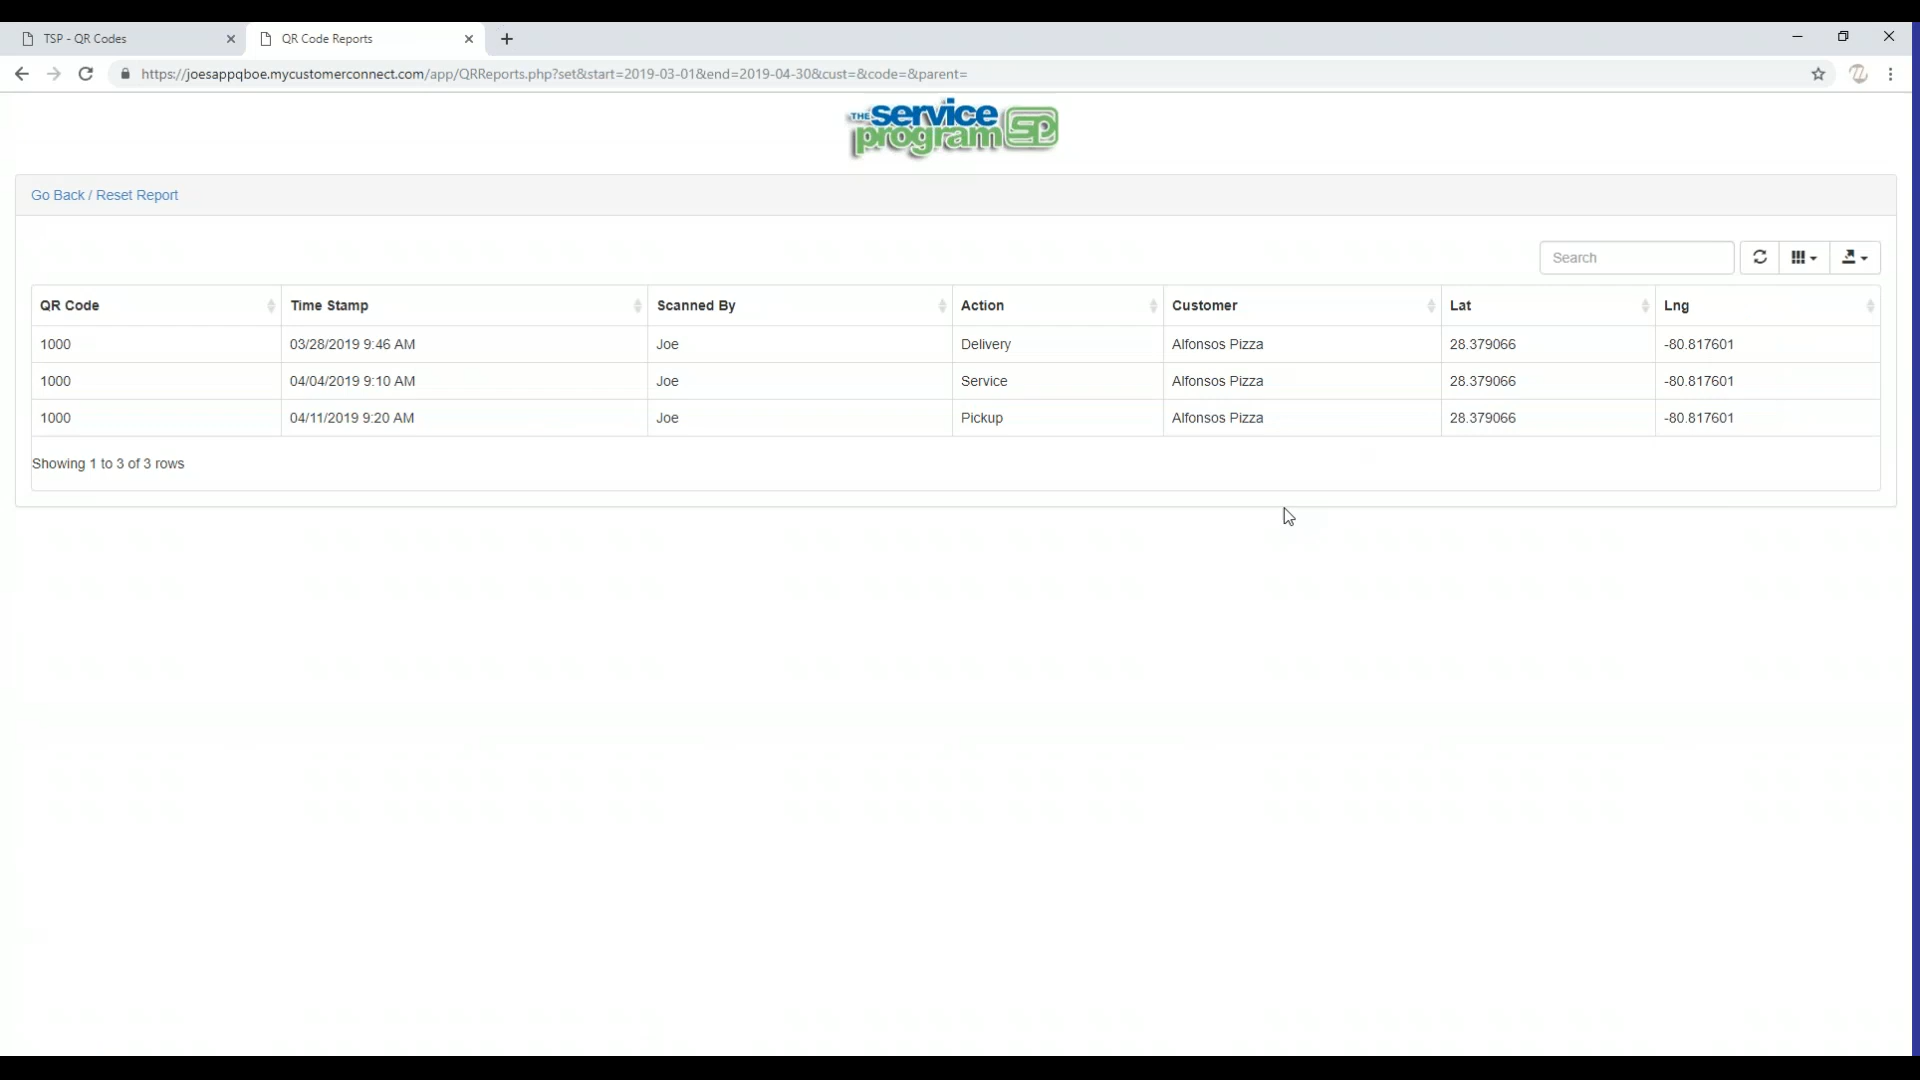 TSP - QR Codes
QR Code Reports
https://joesappqboe.mycustomerconnect.com/app/QRReports.php?set&start=2019-03-01&end=2019-04-30&cust=&code=&parent=
THE service program SP
Go Back / Reset Report
Search
QR Code Time Stamp Scanned By Action Customer Lat Lng
1000 03/28/2019 9:46 AM Joe Delivery Alfonsos Pizza 28.379066 -80.817601
1000 04/04/2019 9:10 AM Joe Service Alfonsos Pizza 28.379066 -80.817601
1000 04/11/2019 9:20 AM Joe Pickup Alfonsos Pizza 28.379066 -80.817601
Showing 1 to 3 of 3 rows